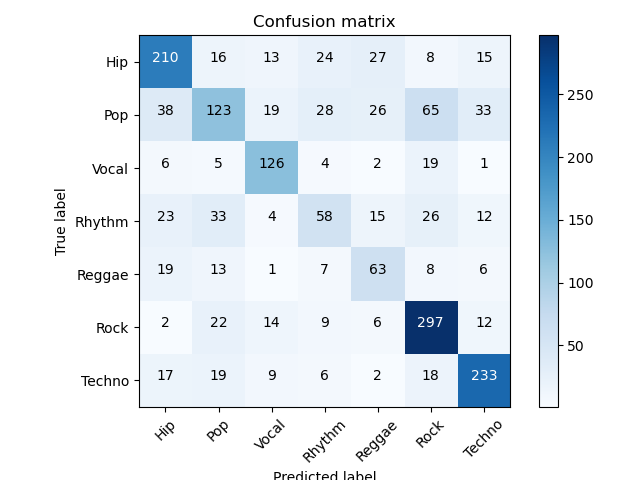 Confusion matrix
True label
Hip 210 16 13 24 27 8 15
Pop 38 123 19 28 26 65 33
Vocal 6 5 126 4 2 19 1
Rhythm 23 33 4 58 15 26 12
Reggae 19 13 1 7 63 8 6
Rock 2 22 14 9 6 297 12
Techno 17 19 9 6 2 18 233
Hip Pop Vocal Rhythm Reggae Rock Techno
Predicted label
250
200
150
100
50